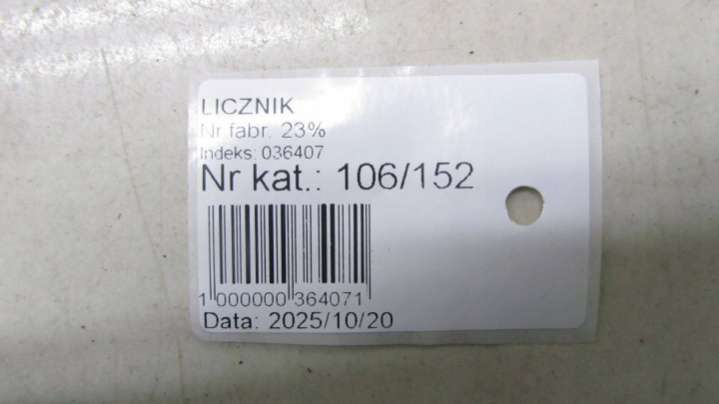 LICZNIK
Nr fabr. 23%
Indeks: 036407
Nr kat.: 106/152
1 000000 364071
Data: 2025/10/20